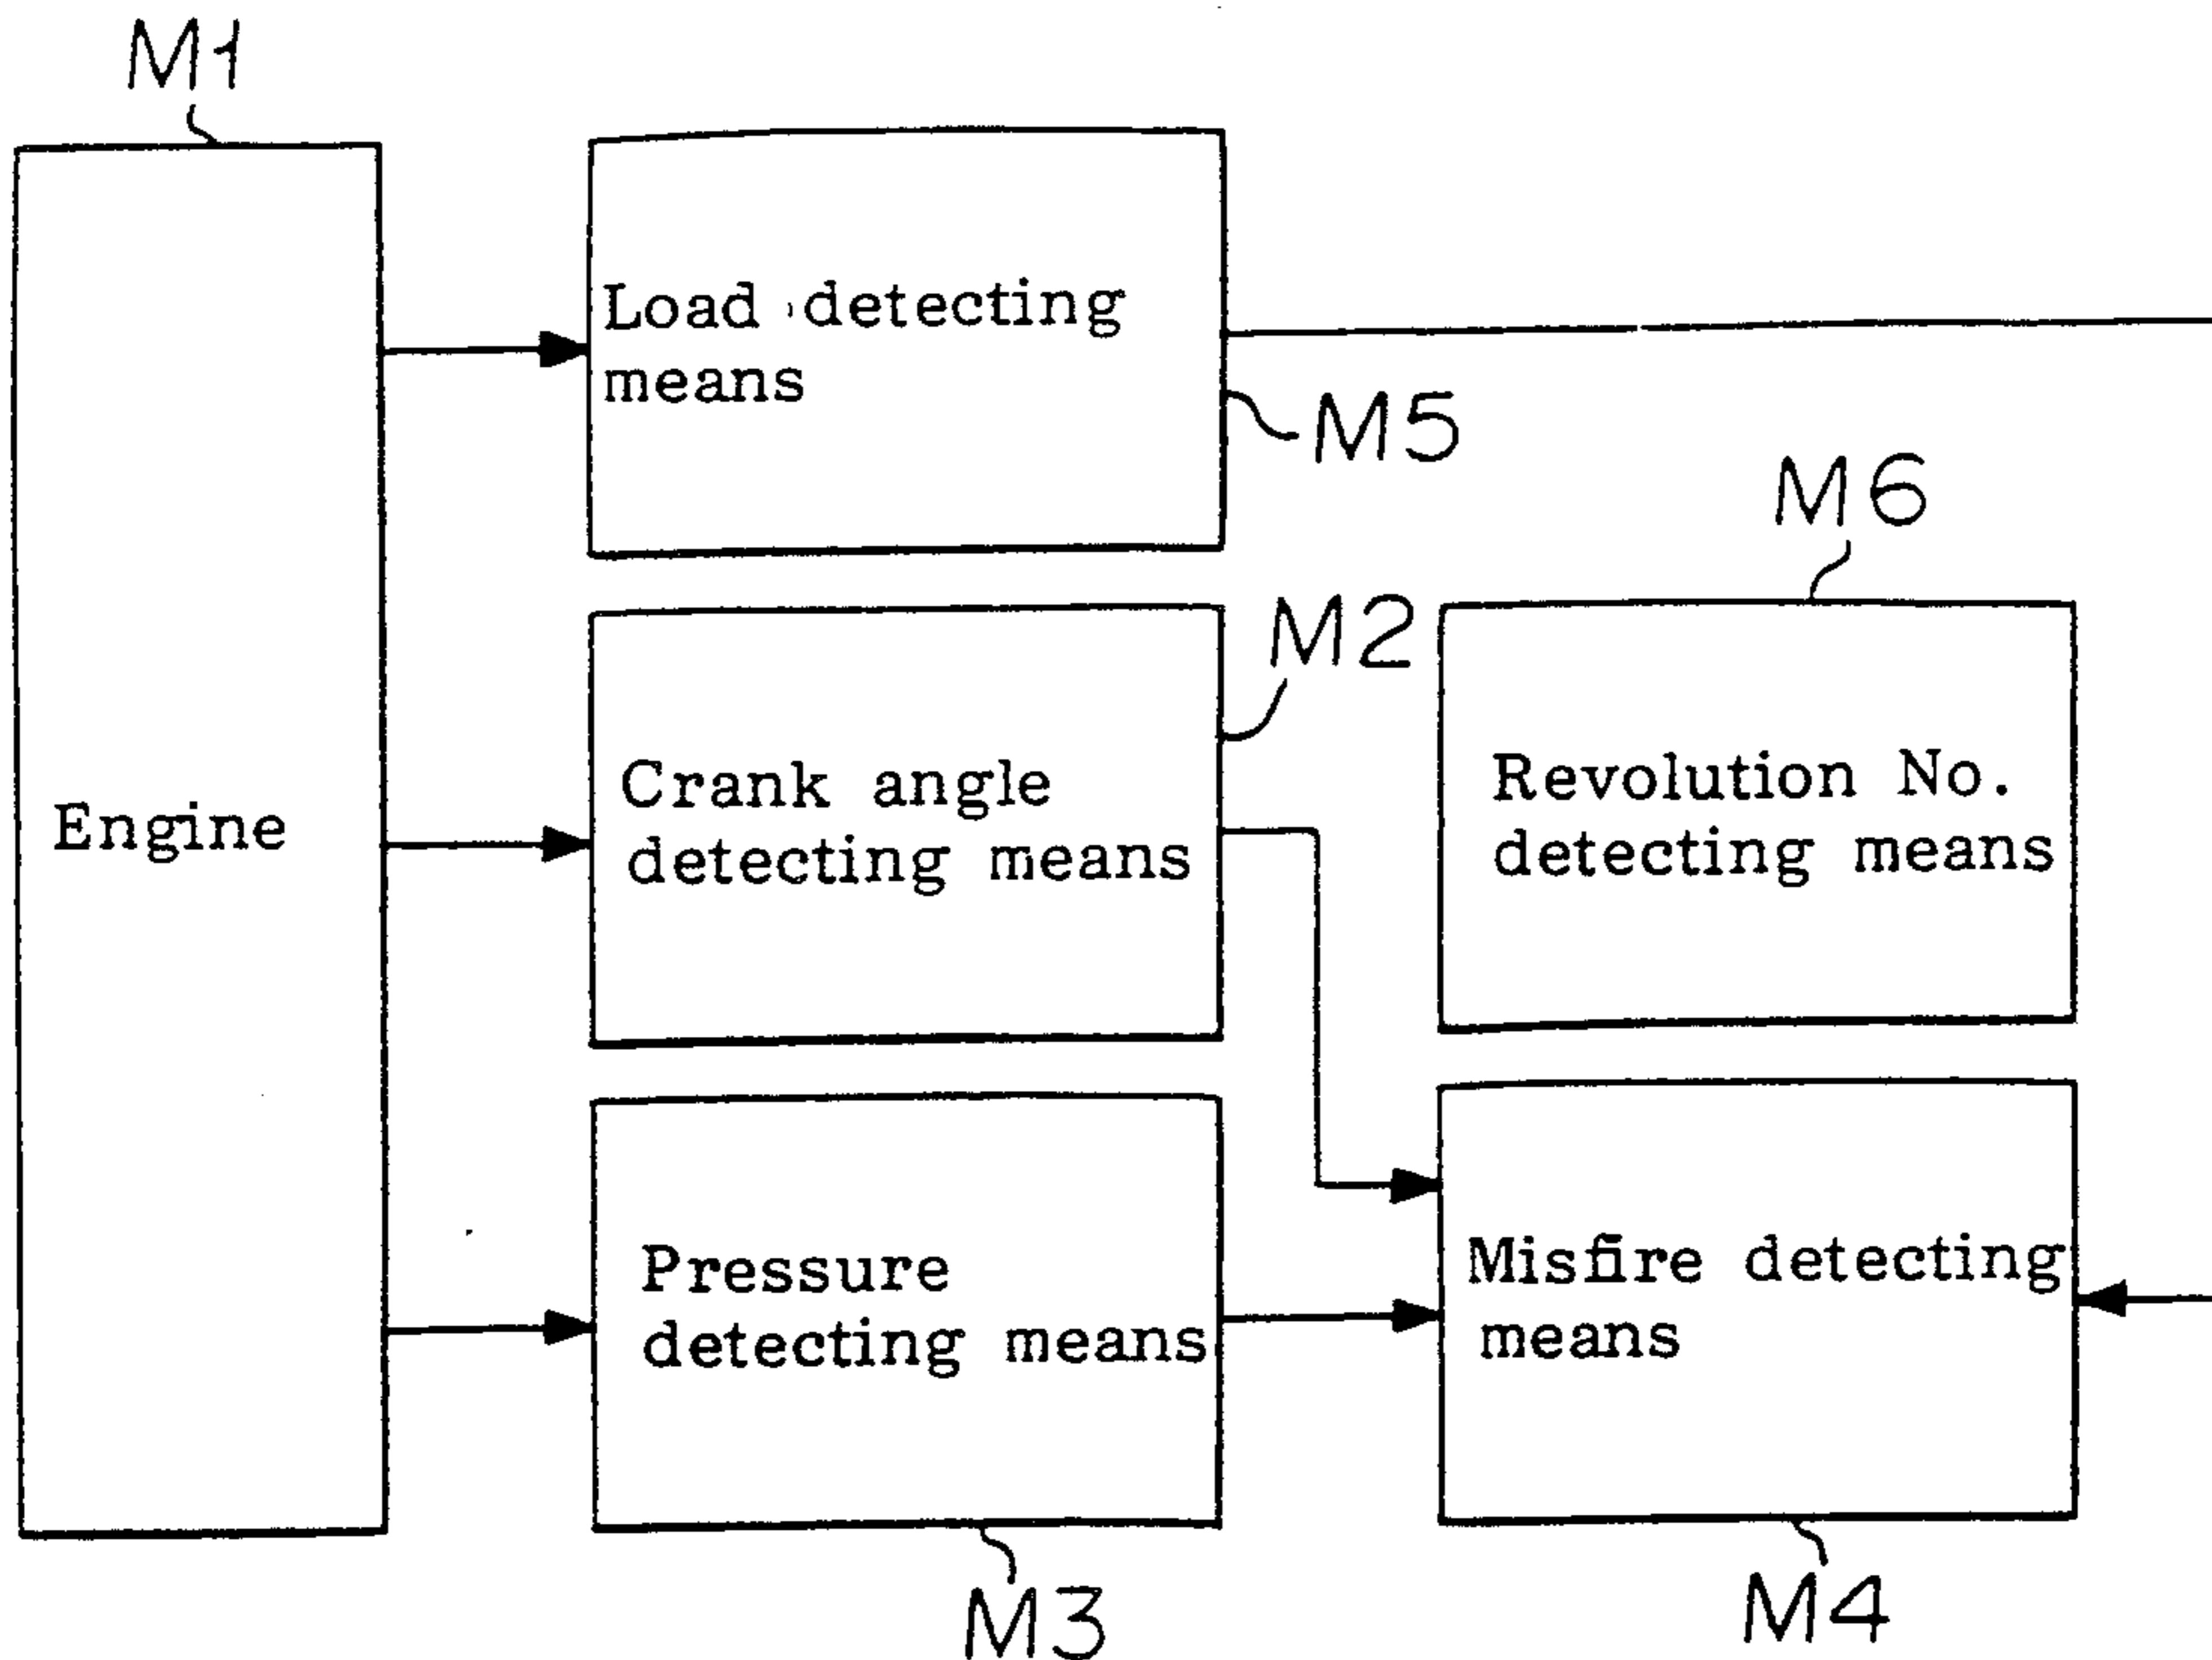 M1
Load detecting
means
M5
M6
M2
Engine
Crank angle
detecting means
Revolution No.
detecting means
Pressure
detecting means
Misfire detecting
means
M3
M4